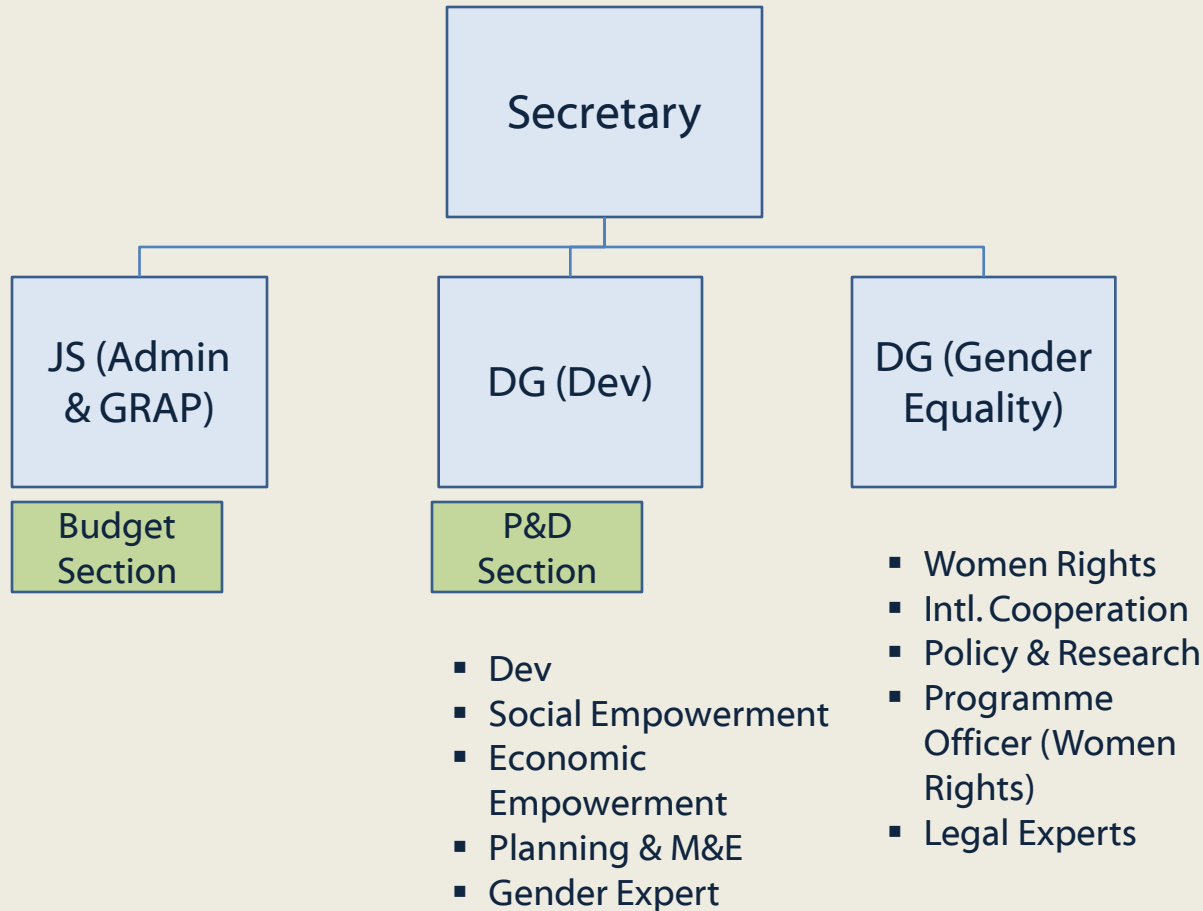 Secretary
JS (Admin
& GRAP)
Budget
Section
DG (Dev)
P&D
Section
▪ Dev
▪ Social Empowerment
▪ Economic
Empowerment
▪ Planning & M&E
▪ Gender Expert
DG (Gender
Equality)
▪ Women Rights
▪ Intl. Cooperation
▪ Policy & Research
▪ Programme
Officer (Women
Rights)
▪ Legal Experts